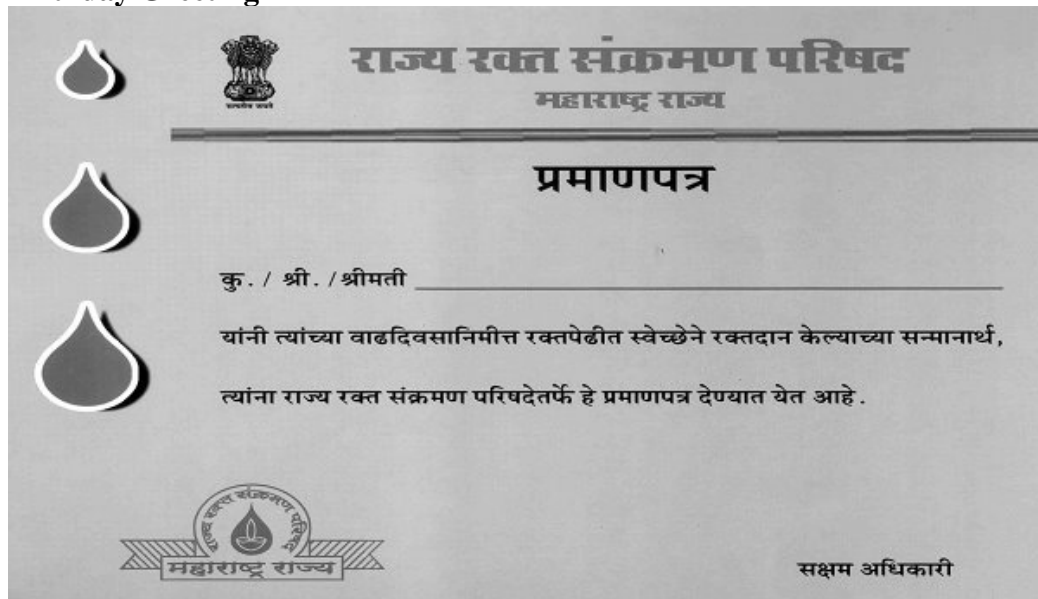 राज्य रक्त संक्रमण परिषद
महाराष्ट्र राज्य
प्रमाणपत्र
कु. / श्री. /श्रीमती
यांनी त्यांच्या वाढदिवसानिमीत्त रक्तपेढीत स्वेच्छेने रक्तदान केल्याच्या सन्मानार्थ,
त्यांना राज्य रक्त संक्रमण परिषदेतर्फे हे प्रमाणपत्र देण्यात येत आहे.
राज्य रक्त संक्रमण परिषद
महाराष्ट्र राज्य
सक्षम अधिकारी